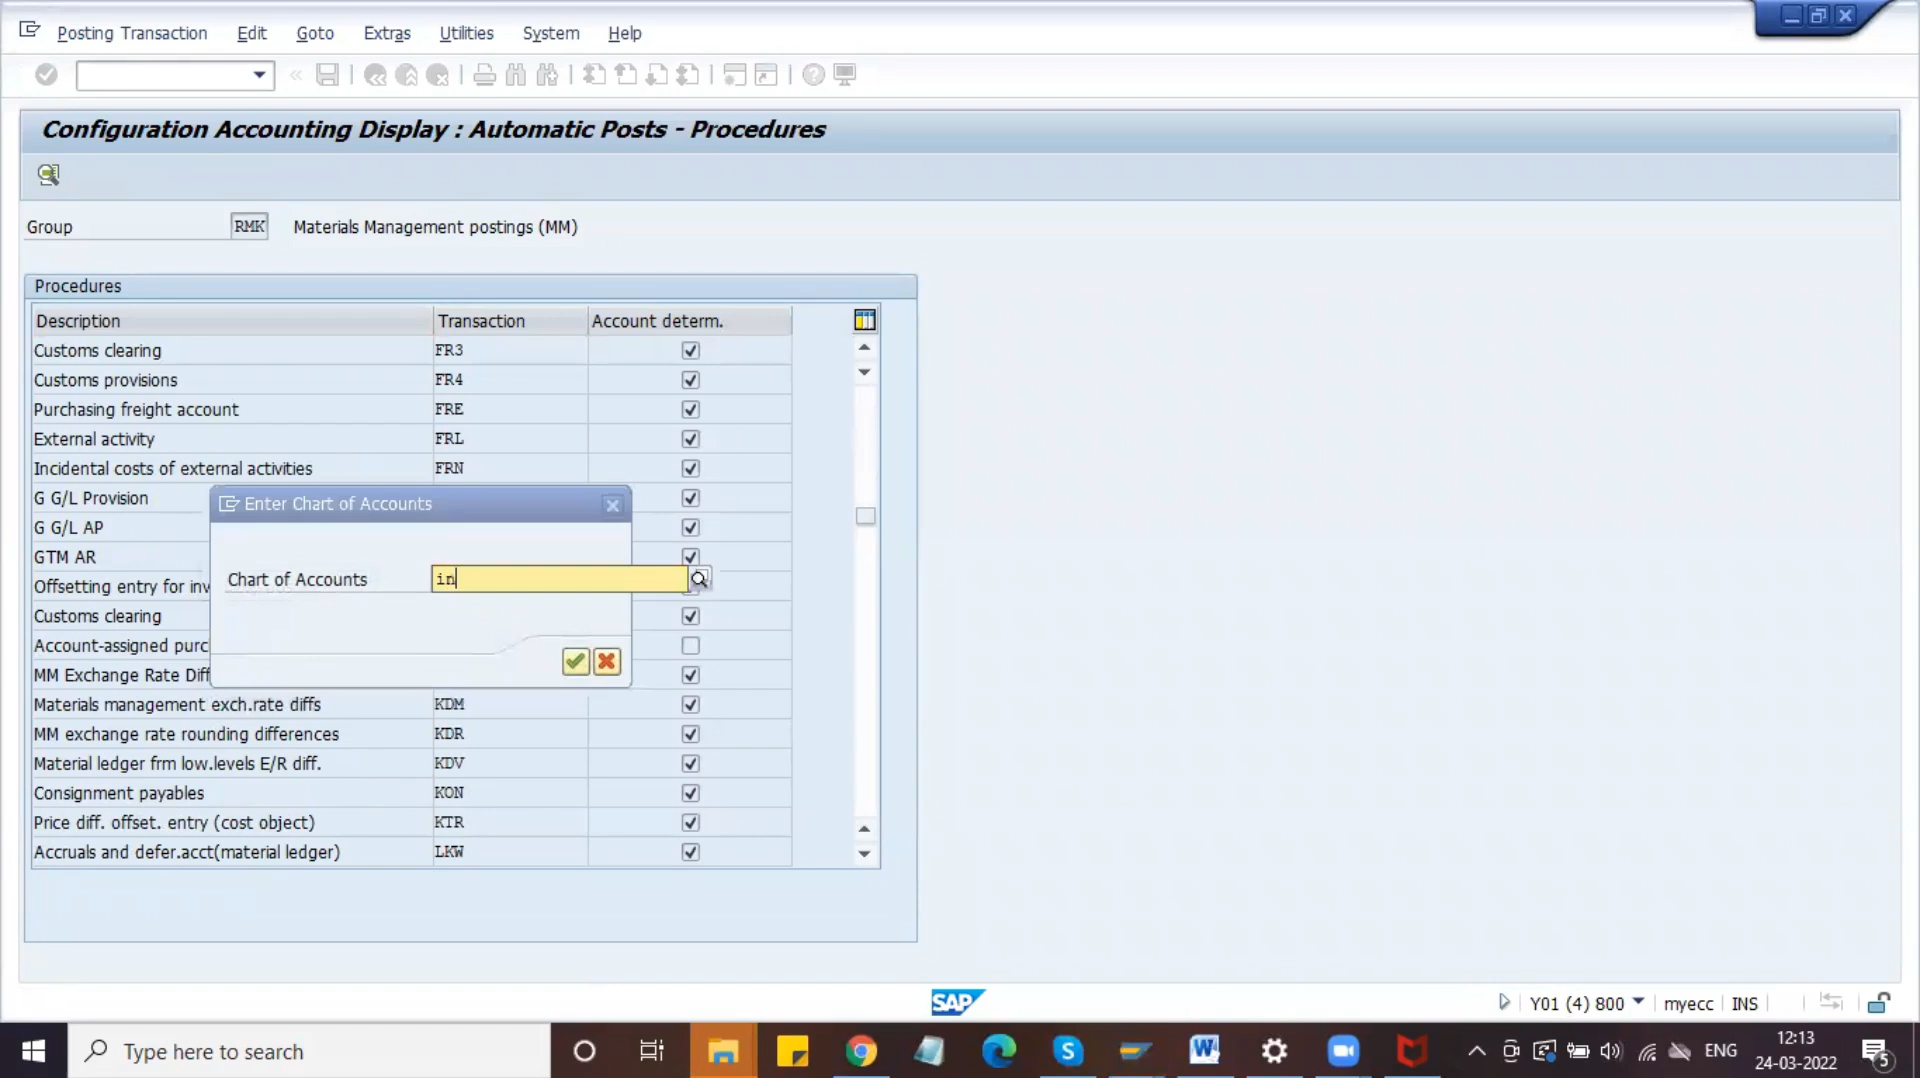 Posting Transaction Edit Goto Extras Utilities System Help
Configuration Accounting Display : Automatic Posts - Procedures
Group RMK Materials Management postings (MM)
Procedures
Description Transaction Account determ.
Customs clearing FR3
Customs provisions FR4
Purchasing freight account FRE
External activity FRL
Incidental costs of external activities FRN
G G/L Provision
Enter Chart of Accounts
G G/L AP
GTM AR
Chart of Accounts in
Offsetting entry for inv
Customs clearing
Account-assigned purc
MM Exchange Rate Diff
Materials management exch.rate diffs KDM
MM exchange rate rounding differences KDR
Material ledger frm low.levels E/R diff. KDV
Consignment payables KON
Price diff. offset. entry (cost object) KTR
Accruals and defer.acct(material ledger) LKW
SAP
Y01 (4) 800 myecc INS
Type here to search
ENG
12:13
24-03-2022
5